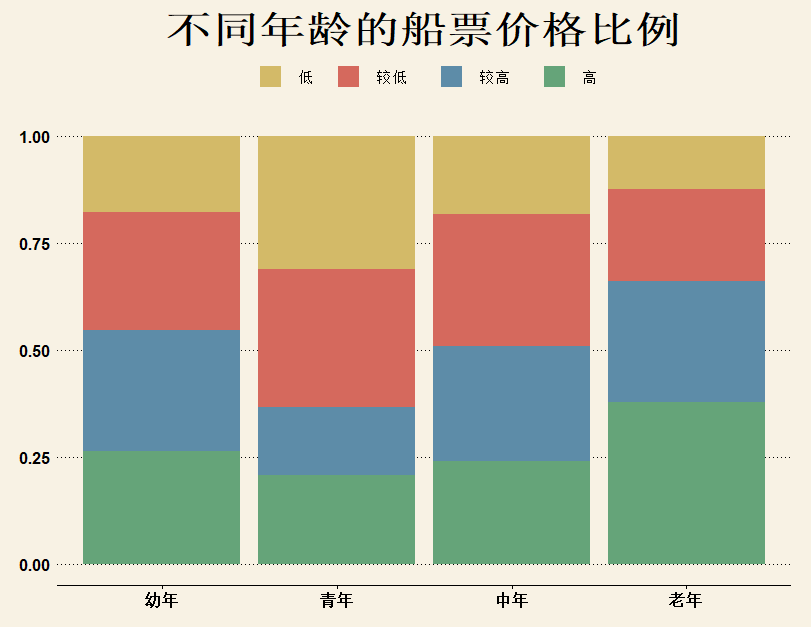 不同年龄的船票价格比例
低 较低 较高 高
1.00
0.75
0.50
0.25
0.00
幼年 青年 中年 老年